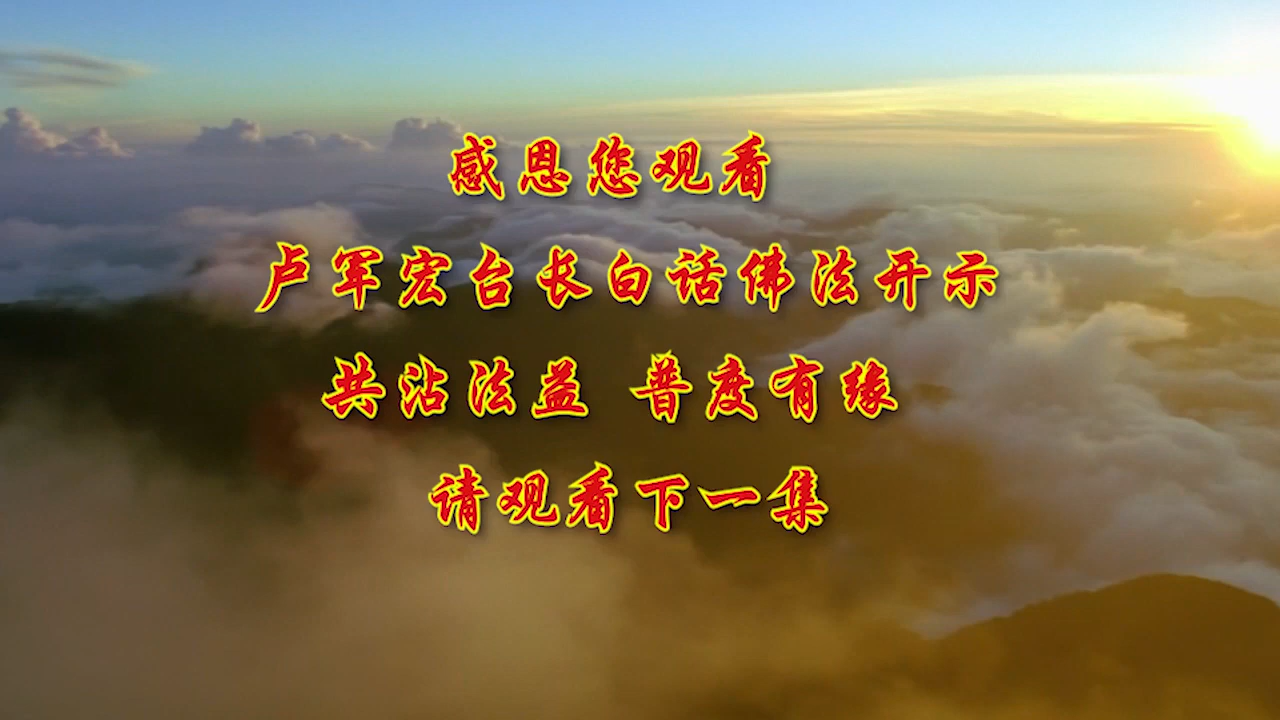 感恩您观看
卢军宏台长白话佛法开示
共沾法益 普度有缘
请观看下一集